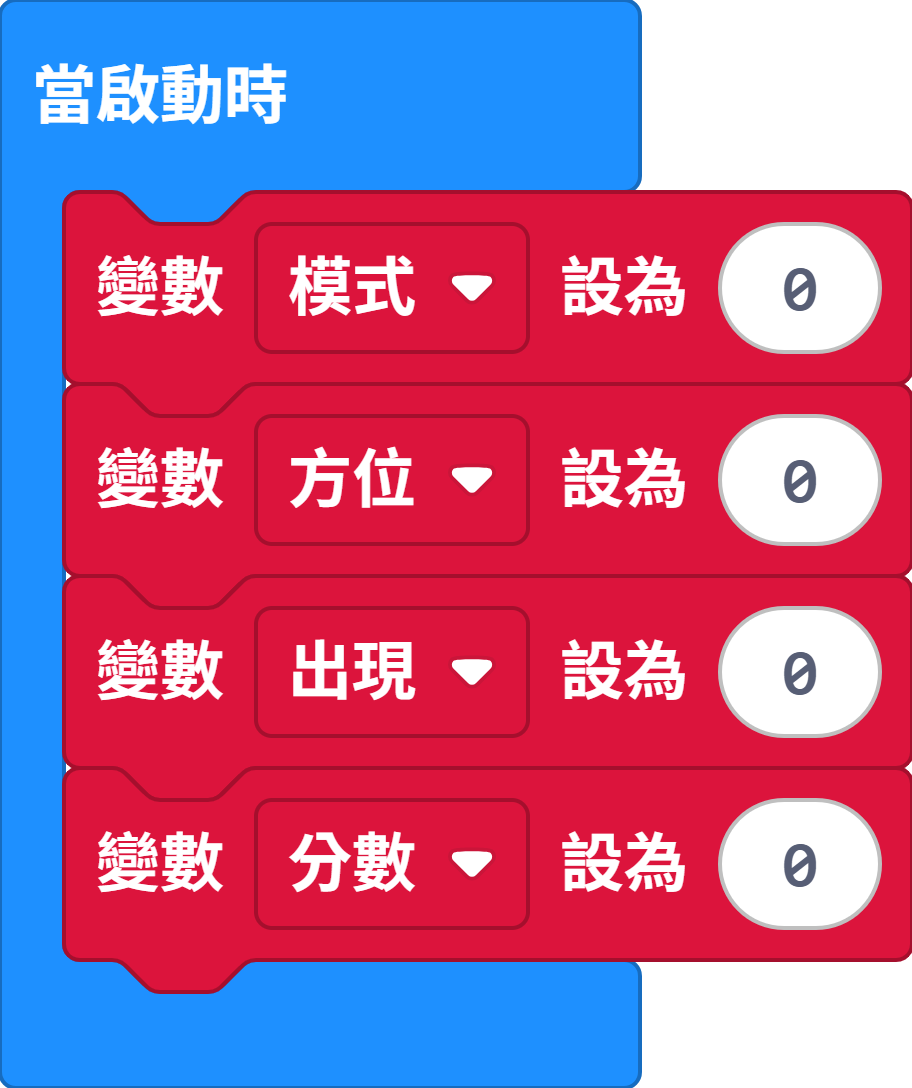 當啟動時
變數 模式 設為 0
變數 方位 設為 0
變數 出現 設為 0
變數 分數 設為 0